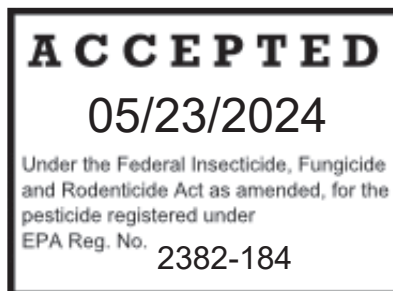 ACCEPTED
05/23/2024
Under the Federal Insecticide, Fungicide
and Rodenticide Act as amended, for the
pesticide registered under
EPA Reg. No. 2382-184